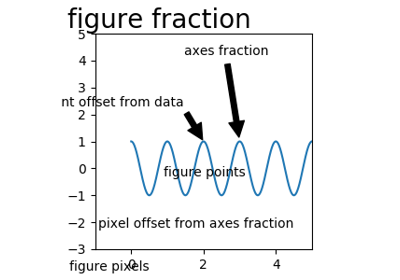 figure fraction
5
axes fraction
4
3
nt offset from data
2
1
0
figure points
−1
−2
pixel offset from axes fraction
−3
0
2
4
figure pixels